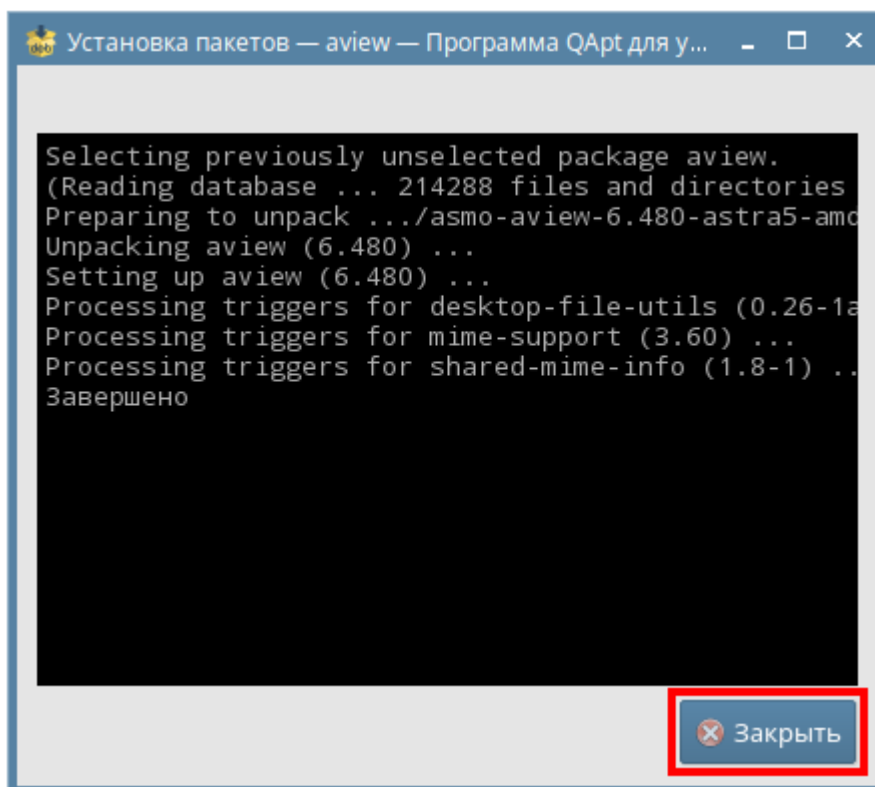 Установка пакетов — aview — Программа QApt для у...
Selecting previously unselected package aview.
(Reading database ... 214288 files and directories
Preparing to unpack .../asmo-aview-6.480-astra5-amd
Unpacking aview (6.480) ...
Setting up aview (6.480) ...
Processing triggers for desktop-file-utils (0.26-1a
Processing triggers for mime-support (3.60) ...
Processing triggers for shared-mime-info (1.8-1) ..
Завершено
Закрыть